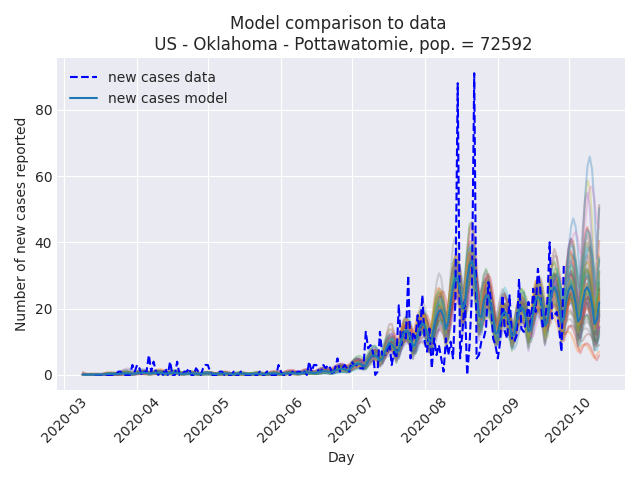 Model comparison to data
US - Oklahoma - Pottawatomie, pop. = 72592
new cases data
new cases model
Number of new cases reported
80
60
40
20
0
2020-03
2020-04
2020-05
2020-06
2020-07
2020-08
2020-09
2020-10
Day